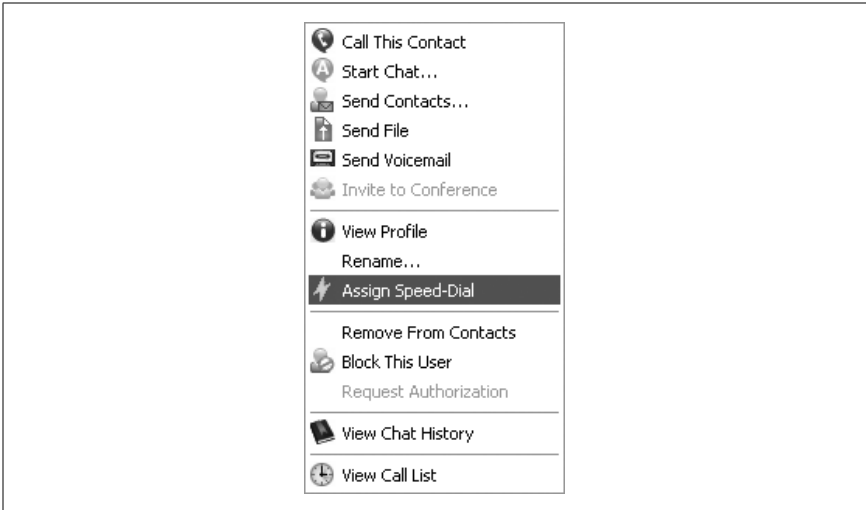 Call This Contact
Start Chat...
Send Contacts...
Send File
Send Voicemail
Invite to Conference
View Profile
Rename...
Assign Speed-Dial
Remove From Contacts
Block This User
Request Authorization
View Chat History
View Call List